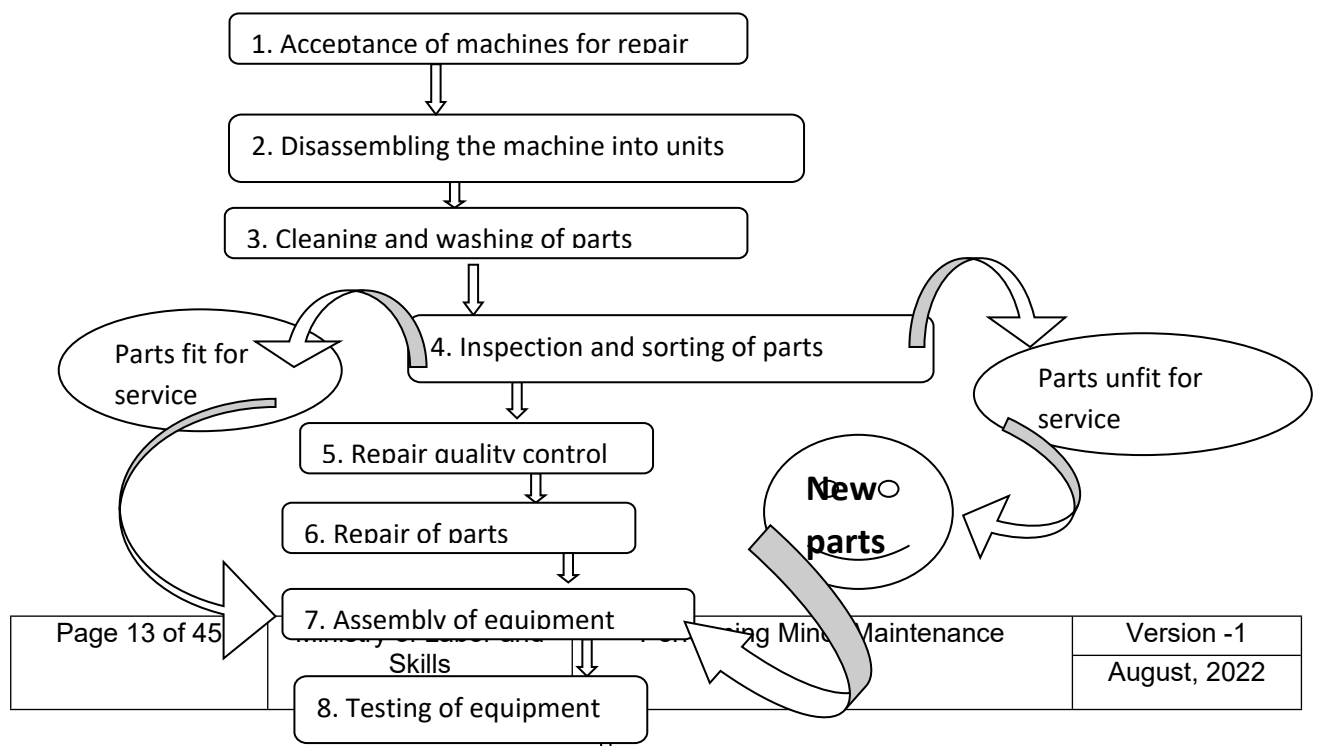 1. Acceptance of machines for repair
2. Disassembling the machine into units
3. Cleaning and washing of parts
4. Inspection and sorting of parts
Parts fit for
service
Parts unfit for
service
5. Repair quality control
New
parts
6. Repair of parts
7. Assembly of equipment
Page 13 of 45
Skills
Maintenance
Version -1
August, 2022
8. Testing of equipment